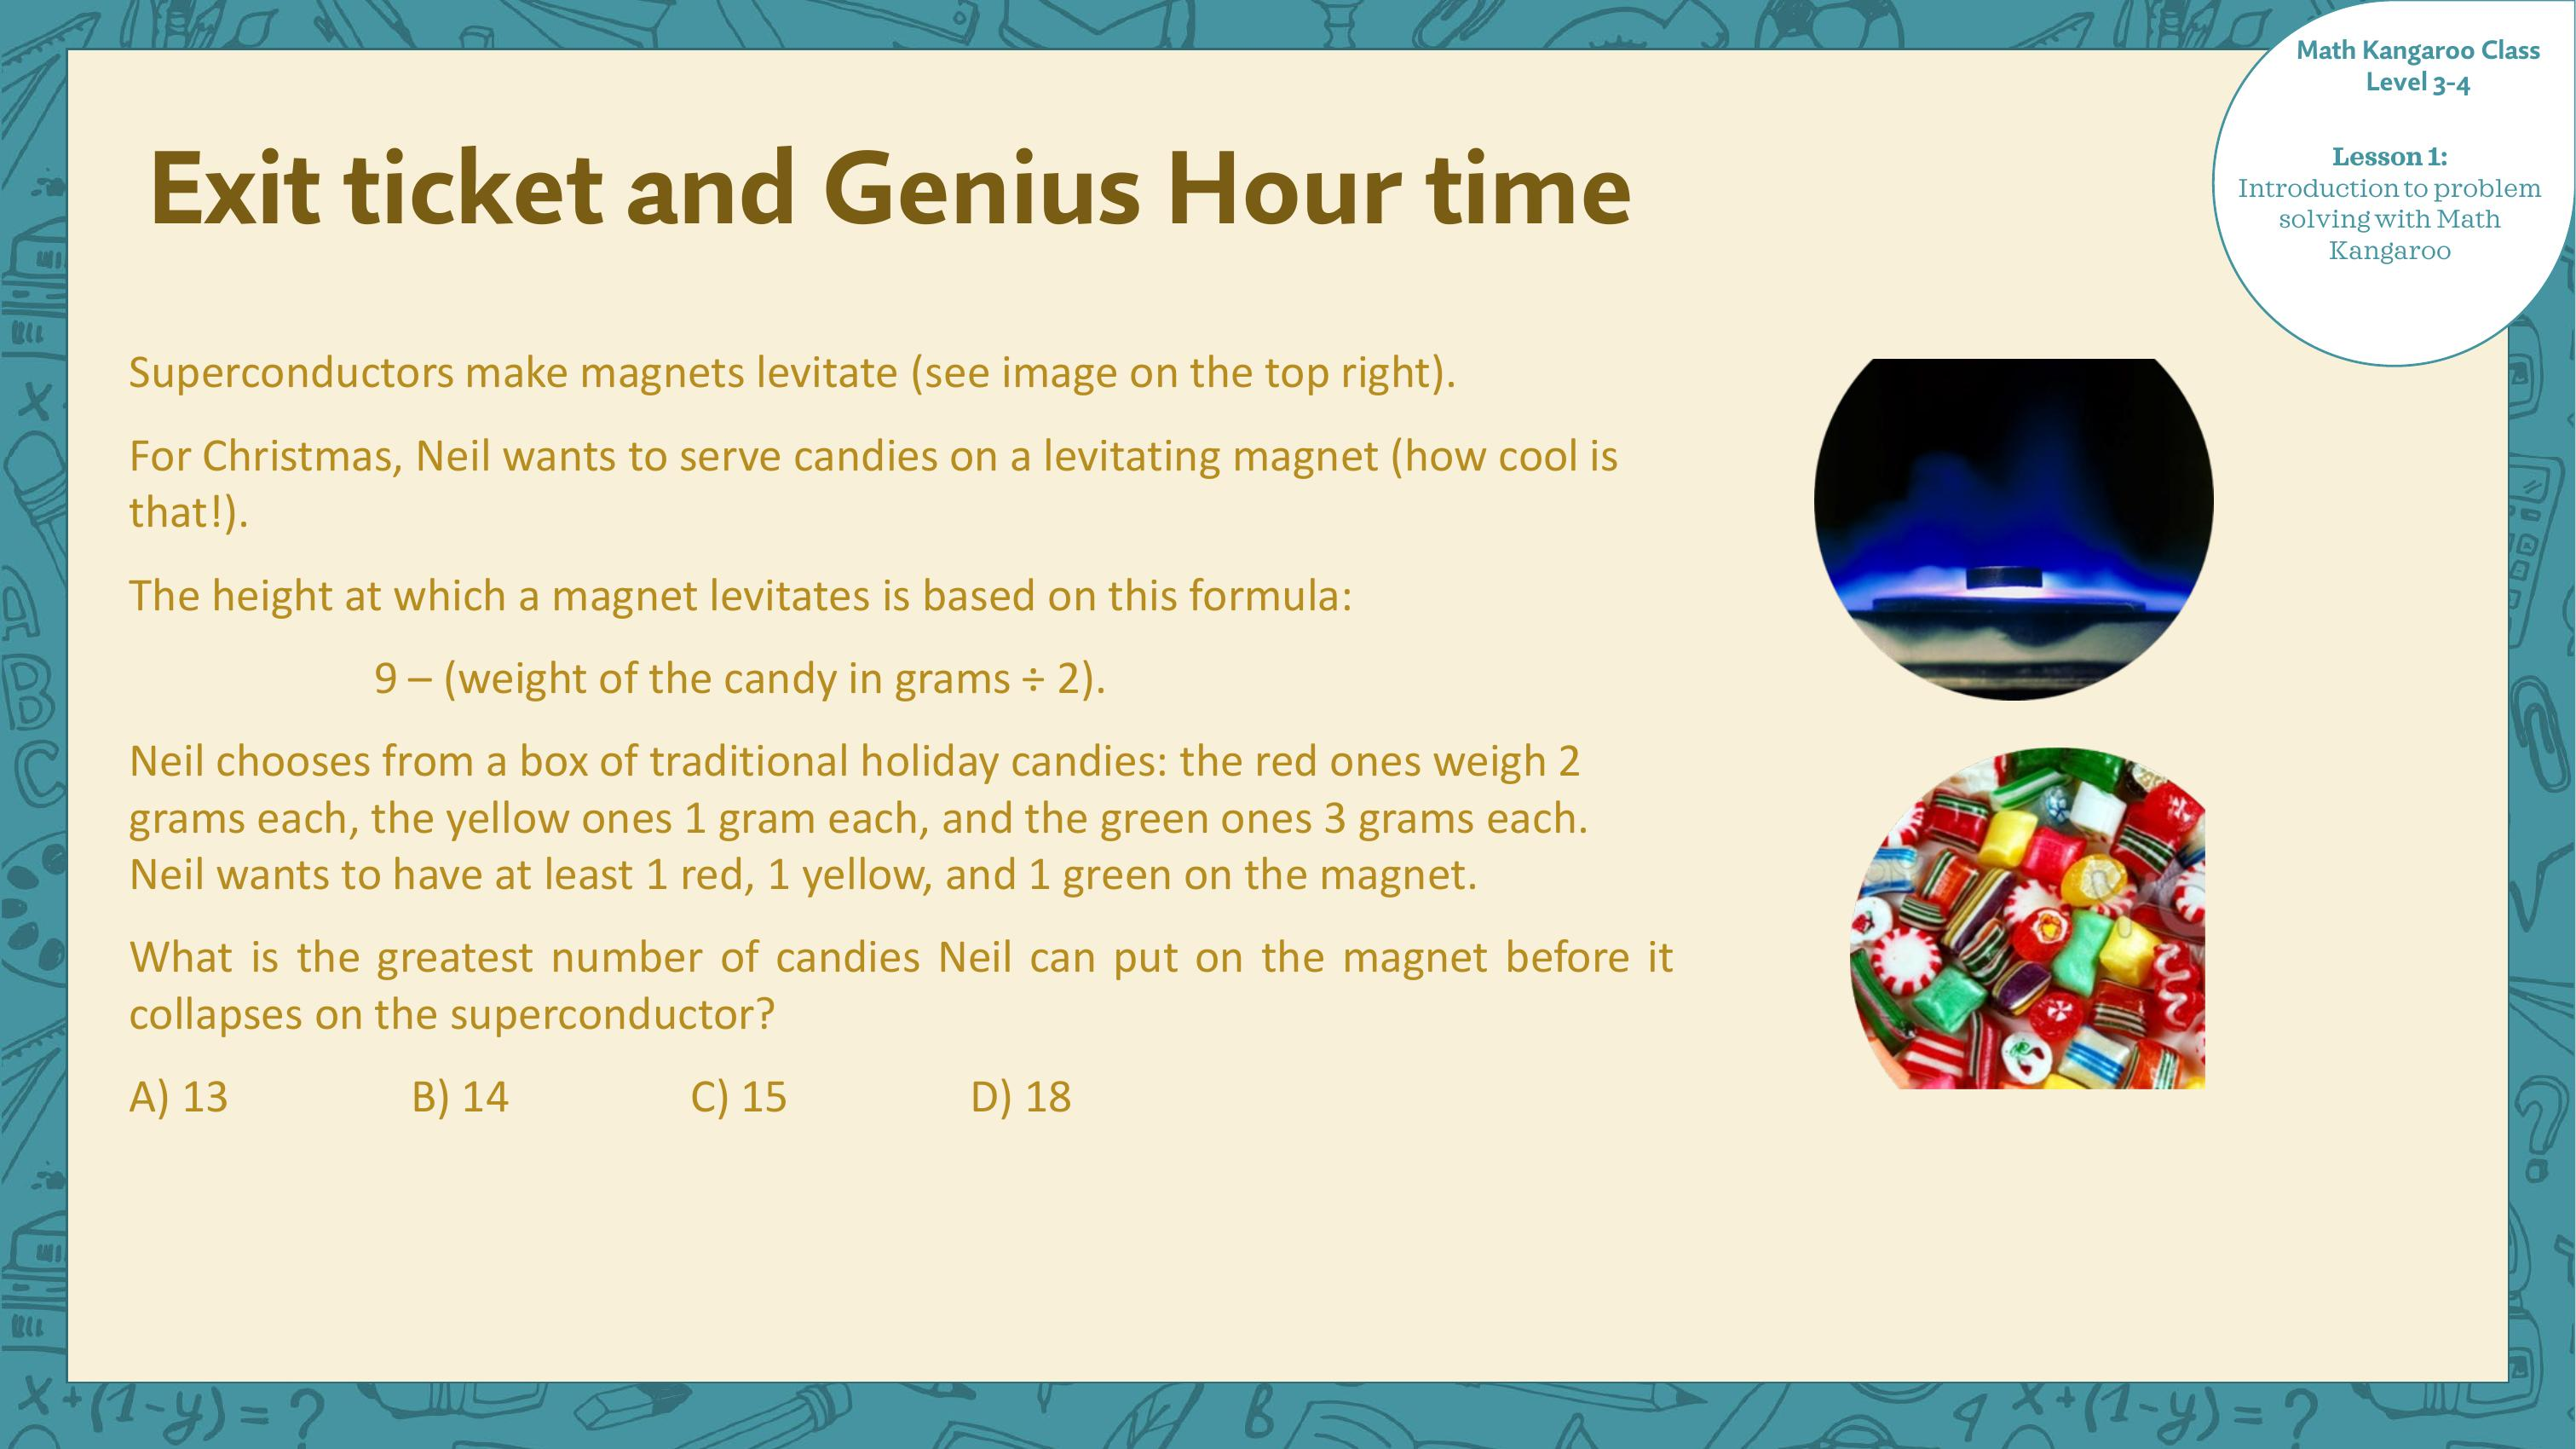 Math Kangaroo Class
Level 3-4
Lesson 1:
Introduction to problem
solving with Math
Kangaroo
Exit ticket and Genius Hour time
Superconductors make magnets levitate (see image on the top right).
For Christmas, Neil wants to serve candies on a levitating magnet (how cool is
that!).
The height at which a magnet levitates is based on this formula:
9 – (weight of the candy in grams ÷ 2).
Neil chooses from a box of traditional holiday candies: the red ones weigh 2
grams each, the yellow ones 1 gram each, and the green ones 3 grams each.
Neil wants to have at least 1 red, 1 yellow, and 1 green on the magnet.
What is the greatest number of candies Neil can put on the magnet before it
collapses on the superconductor?
A) 13 B) 14 C) 15 D) 18
x
A
B
C
x+(1-y)=?
B
9 x+(1-y)=?
?